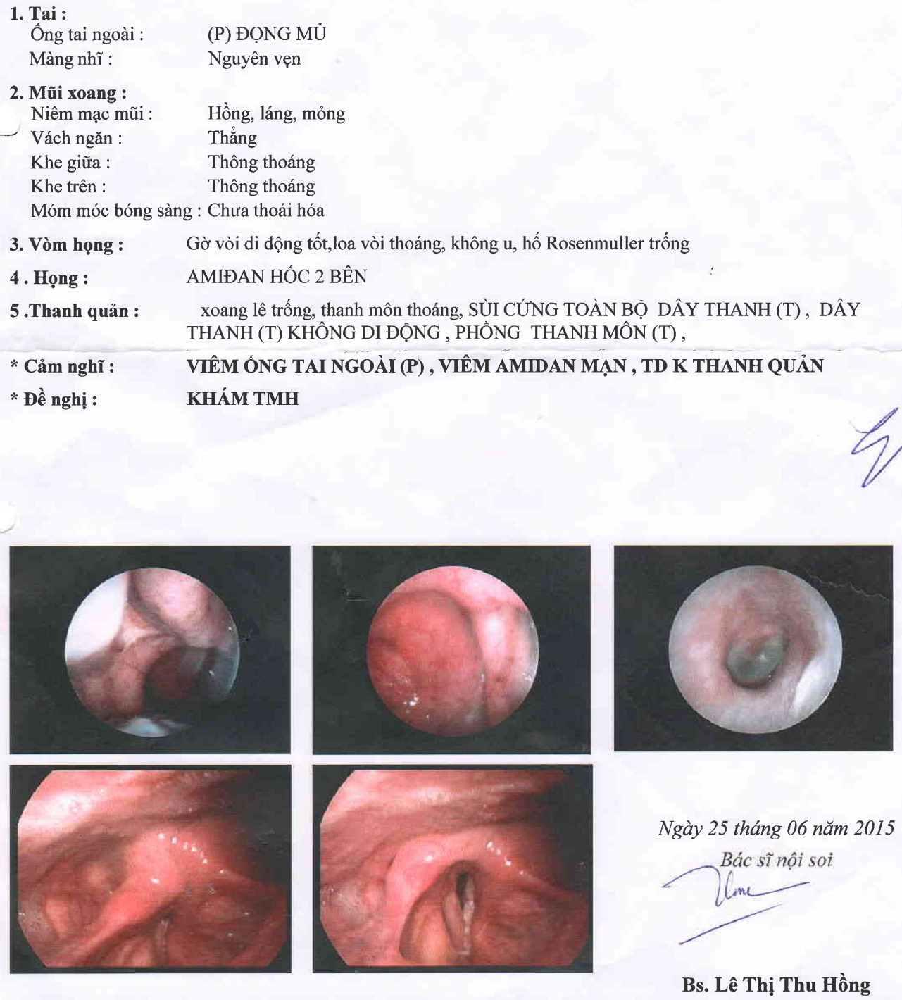 1. Tai :
Ống tai ngoài : (P) ĐỌNG MỦ
Màng nhĩ : Nguyên vẹn
2. Mũi xoang :
Niêm mạc mũi : Hồng, láng, mỏng
Vách ngăn : Thẳng
Khe giữa : Thông thoáng
Khe trên : Thông thoáng
Móm móc bóng sàng : Chưa thoái hóa
3. Vòm họng : Gờ vòi di động tốt,loa vòi thoáng, không u, hố Rosenmuller trống
4 . Họng : AMIĐAN HỐC 2 BÊN
5 .Thanh quản : xoang lê trống, thanh môn thoáng, SÙI CỨNG TOÀN BỘ DÂY THANH (T) , DÂY
THANH (T) KHÔNG DI ĐỘNG , PHỒNG THANH MÔN (T) ,
* Cảm nghĩ : VIÊM ỐNG TAI NGOÀI (P) , VIÊM AMIDAN MẠN , TD K THANH QUẢN
* Đề nghị : KHÁM TMH
Ngày 25 tháng 06 năm 2015
Bác sĩ nội soi
Bs. Lê Thị Thu Hồng